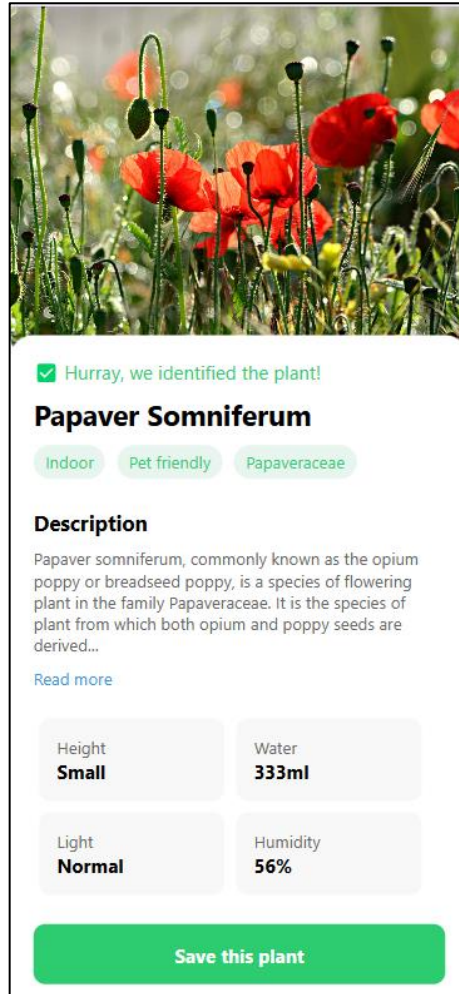 Hurray, we identified the plant!
Papaver Somniferum
Indoor
Pet friendly
Papaveraceae
Description
Papaver somniferum, commonly known as the opium
poppy or breadseed poppy, is a species of flowering
plant in the family Papaveraceae. It is the species of
plant from which both opium and poppy seeds are
derived...
Read more
Height
Small
Water
333ml
Light
Normal
Humidity
56%
Save this plant